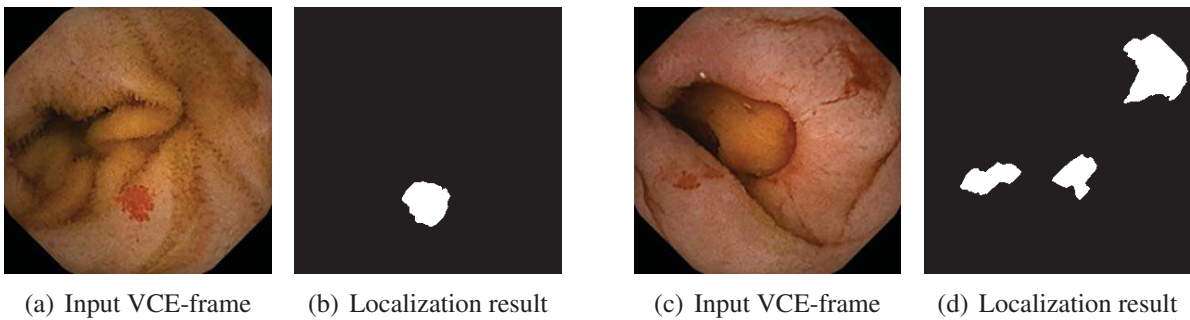 (a) Input VCE-frame
(b) Localization result
(c) Input VCE-frame
(d) Localization result